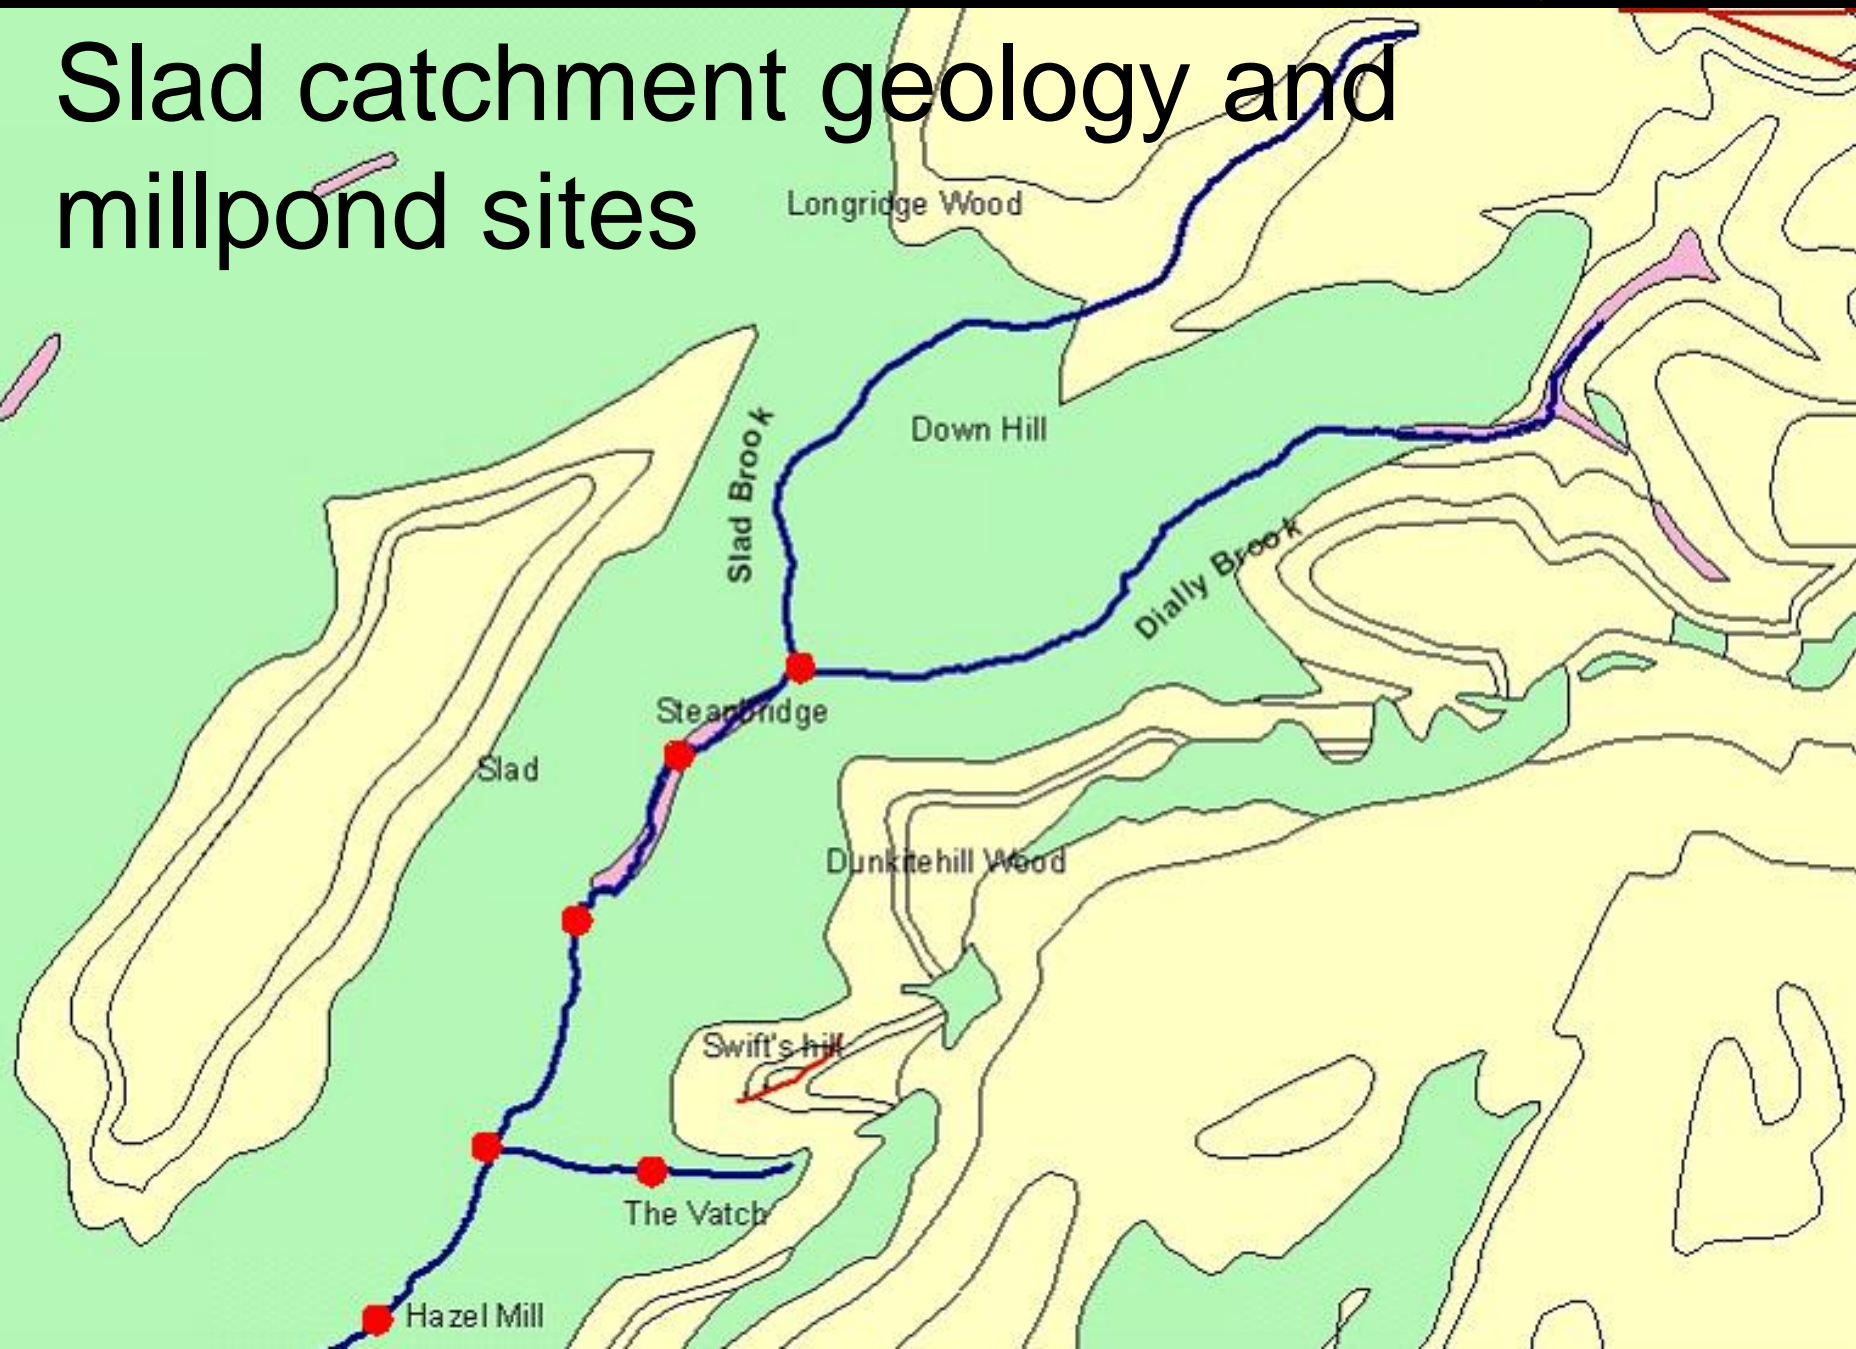 Slad catchment geology and
millpond sites
Longridge Wood
Down Hill
Slad Brook
Dially Brook
Steanbridge
Slad
Dunkitehill Wood
Swift's hill
The Vatch
Hazel Mill